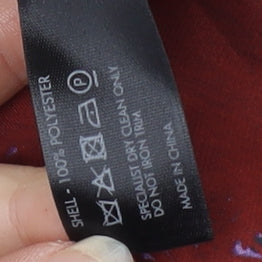 SHELL - 100% POLYESTER
P
SPECIALIST DRY CLEAN ONLY
DO NOT IRON TRIM
MADE IN CHINA